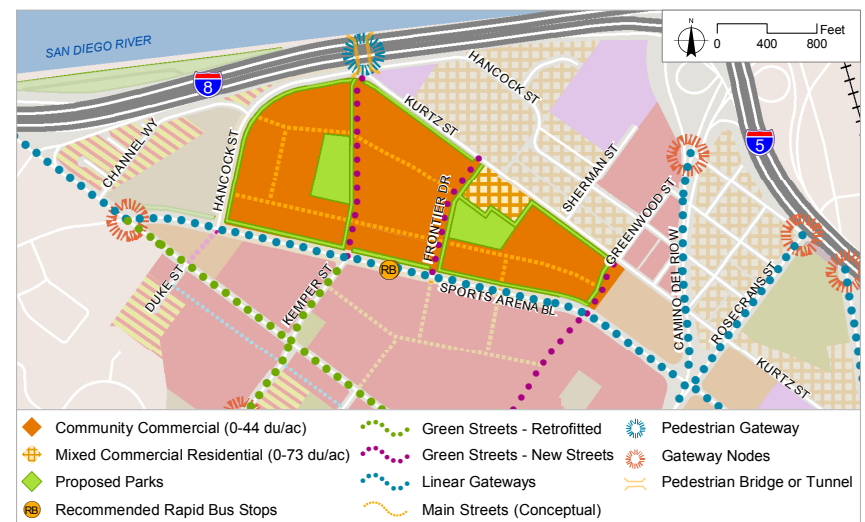 SAN DIEGO RIVER
8
N
Feet
0 400 800
HANCOCK ST
KURTZ ST
5
CHANNEL WY
HANCOCK ST
SHERMAN ST
FRONTIER DR
GREENWOOD ST
CAMINO DEL RIO W
ROSECRANS ST
DUKE ST
KEMPER ST
RB
SPORTS ARENA BL
KURTZ ST
Community Commercial (0-44 du/ac)
Mixed Commercial Residential (0-73 du/ac)
Proposed Parks
RB Recommended Rapid Bus Stops
Green Streets - Retrofitted
Green Streets - New Streets
Linear Gateways
Main Streets (Conceptual)
Pedestrian Gateway
Gateway Nodes
Pedestrian Bridge or Tunnel